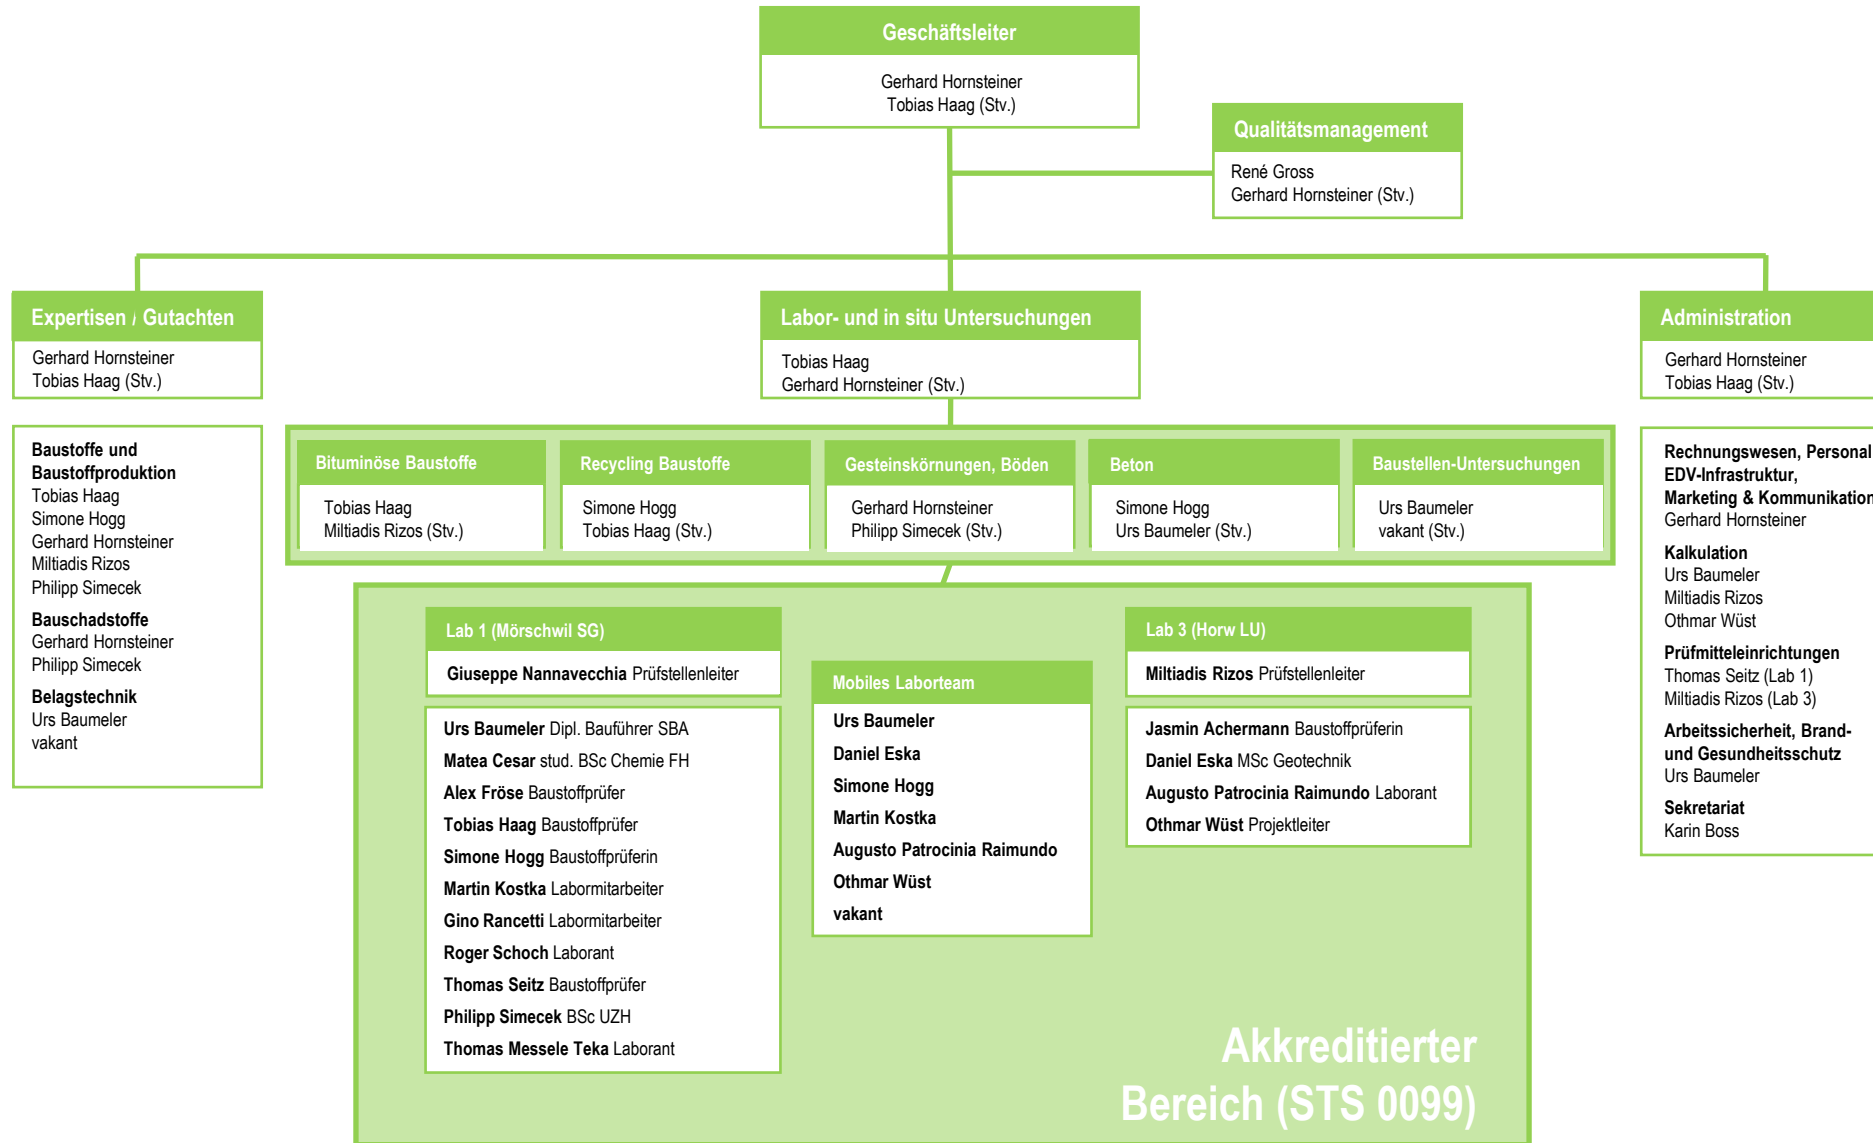 Geschäftsleiter
Gerhard Hornsteiner
Tobias Haag (Stv.)
Qualitätsmanagement
René Gross
Gerhard Hornsteiner (Stv.)
Expertisen / Gutachten
Gerhard Hornsteiner
Tobias Haag (Stv.)
Baustoffe und
Baustoffproduktion
Tobias Haag
Simone Hogg
Gerhard Hornsteiner
Miltiadis Rizos
Philipp Simecek
Bauschadstoffe
Gerhard Hornsteiner
Philipp Simecek
Belagstechnik
Urs Baumeler
vakant
Labor- und in situ Untersuchungen
Tobias Haag
Gerhard Hornsteiner (Stv.)
Bituminöse Baustoffe
Tobias Haag
Miltiadis Rizos (Stv.)
Recycling Baustoffe
Simone Hogg
Tobias Haag (Stv.)
Gesteinskörnungen, Böden
Gerhard Hornsteiner
Philipp Simecek (Stv.)
Beton
Simone Hogg
Urs Baumeler (Stv.)
Baustellen-Untersuchungen
Urs Baumeler
vakant (Stv.)
Lab 1 (Mörschwil SG)
Giuseppe Nannavecchia Prüfstellenleiter
Urs Baumeler Dipl. Bauführer SBA
Matea Cesar stud. BSc Chemie FH
Alex Fröse Baustoffprüfer
Tobias Haag Baustoffprüfer
Simone Hogg Baustoffprüferin
Martin Kostka Labormitarbeiter
Gino Rancetti Labormitarbeiter
Roger Schoch Laborant
Thomas Seitz Baustoffprüfer
Philipp Simecek BSc UZH
Thomas Messele Teka Laborant
Mobiles Laborteam
Urs Baumeler
Daniel Eska
Simone Hogg
Martin Kostka
Augusto Patrocinia Raimundo
Othmar Wüst
vakant
Lab 3 (Horw LU)
Miltiadis Rizos Prüfstellenleiter
Jasmin Achermann Baustoffprüferin
Daniel Eska MSc Geotechnik
Augusto Patrocinia Raimundo Laborant
Othmar Wüst Projektleiter
Akkreditierter
Bereich (STS 0099)
Administration
Gerhard Hornsteiner
Tobias Haag (Stv.)
Rechnungswesen, Personal
EDV-Infrastruktur,
Marketing & Kommunikation
Gerhard Hornsteiner
Kalkulation
Urs Baumeler
Miltiadis Rizos
Othmar Wüst
Prüfmitteleinrichtungen
Thomas Seitz (Lab 1)
Miltiadis Rizos (Lab 3)
Arbeitssicherheit, Brand-
und Gesundheitsschutz
Urs Baumeler
Sekretariat
Karin Boss